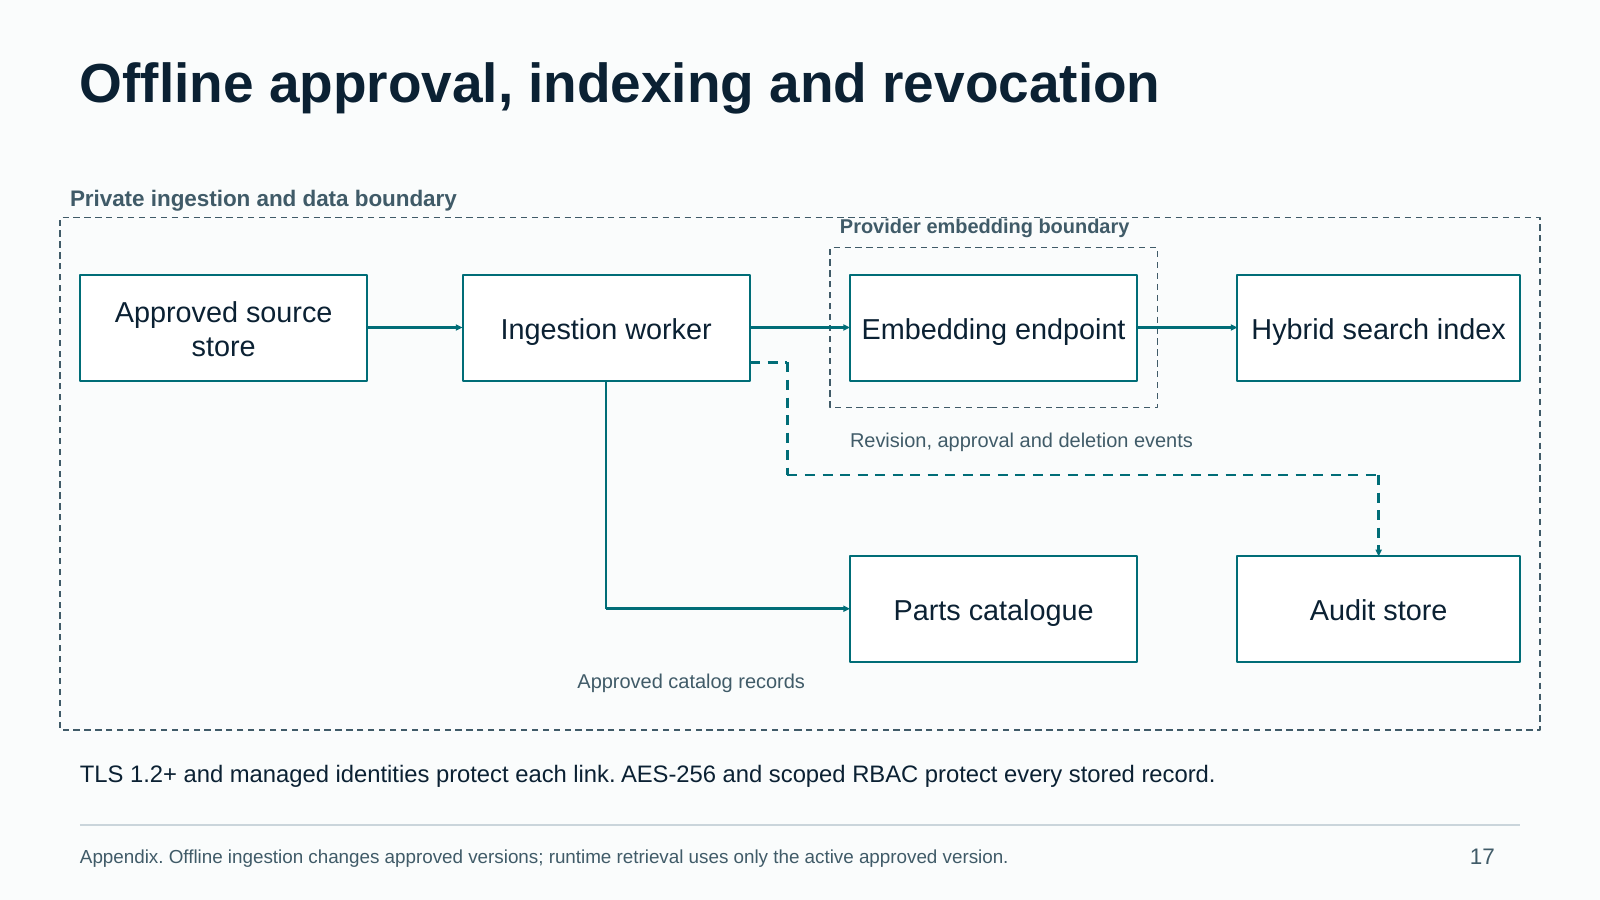 Offline approval, indexing and revocation
Private ingestion and data boundary
Provider embedding boundary
Approved source
store
Ingestion worker
Embedding endpoint
Hybrid search index
Revision, approval and deletion events
Parts catalogue
Audit store
Approved catalog records
TLS 1.2+ and managed identities protect each link. AES-256 and scoped RBAC protect every stored record.
Appendix. Offline ingestion changes approved versions; runtime retrieval uses only the active approved version.
17